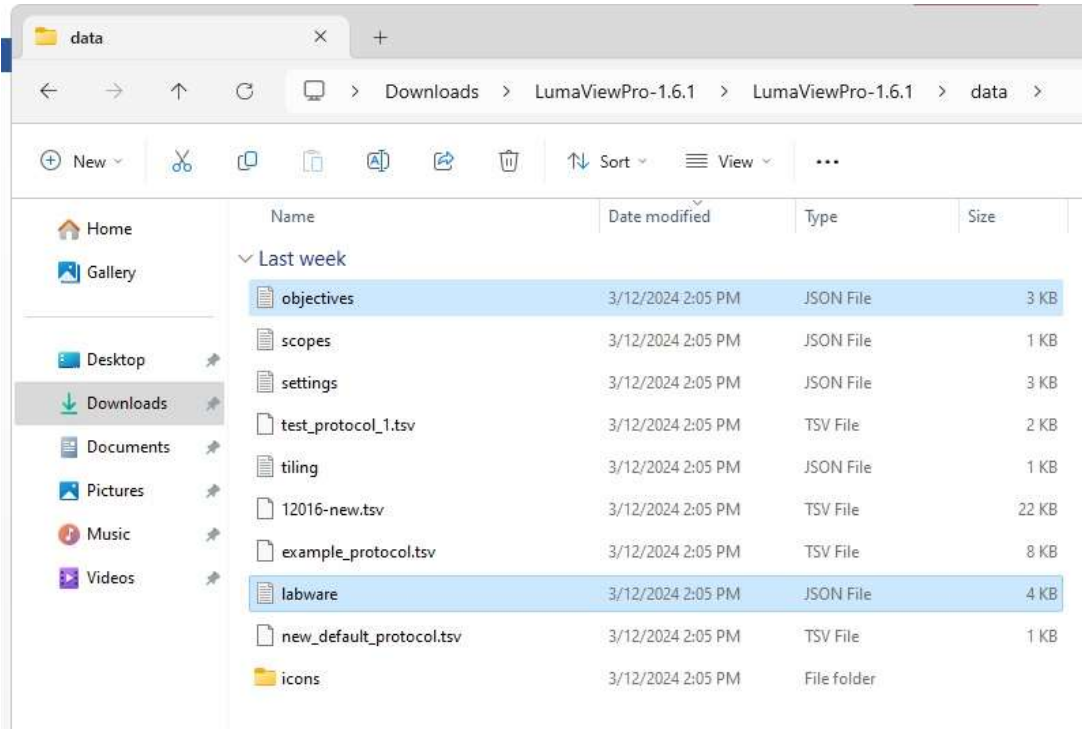 data
Downloads > LumaViewPro-1.6.1 > LumaViewPro-1.6.1 > data >
New Sort View
Home
Gallery
Desktop
Downloads
Documents
Pictures
Music
Videos
Name Date modified Type Size
Last week
objectives 3/12/2024 2:05 PM JSON File 3 KB
scopes 3/12/2024 2:05 PM JSON File 1 KB
settings 3/12/2024 2:05 PM JSON File 3 KB
test_protocol_1.tsv 3/12/2024 2:05 PM TSV File 2 KB
tiling 3/12/2024 2:05 PM JSON File 1 KB
12016-new.tsv 3/12/2024 2:05 PM TSV File 22 KB
example_protocol.tsv 3/12/2024 2:05 PM TSV File 8 KB
labware 3/12/2024 2:05 PM JSON File 4 KB
new_default_protocol.tsv 3/12/2024 2:05 PM TSV File 1 KB
icons 3/12/2024 2:05 PM File folder